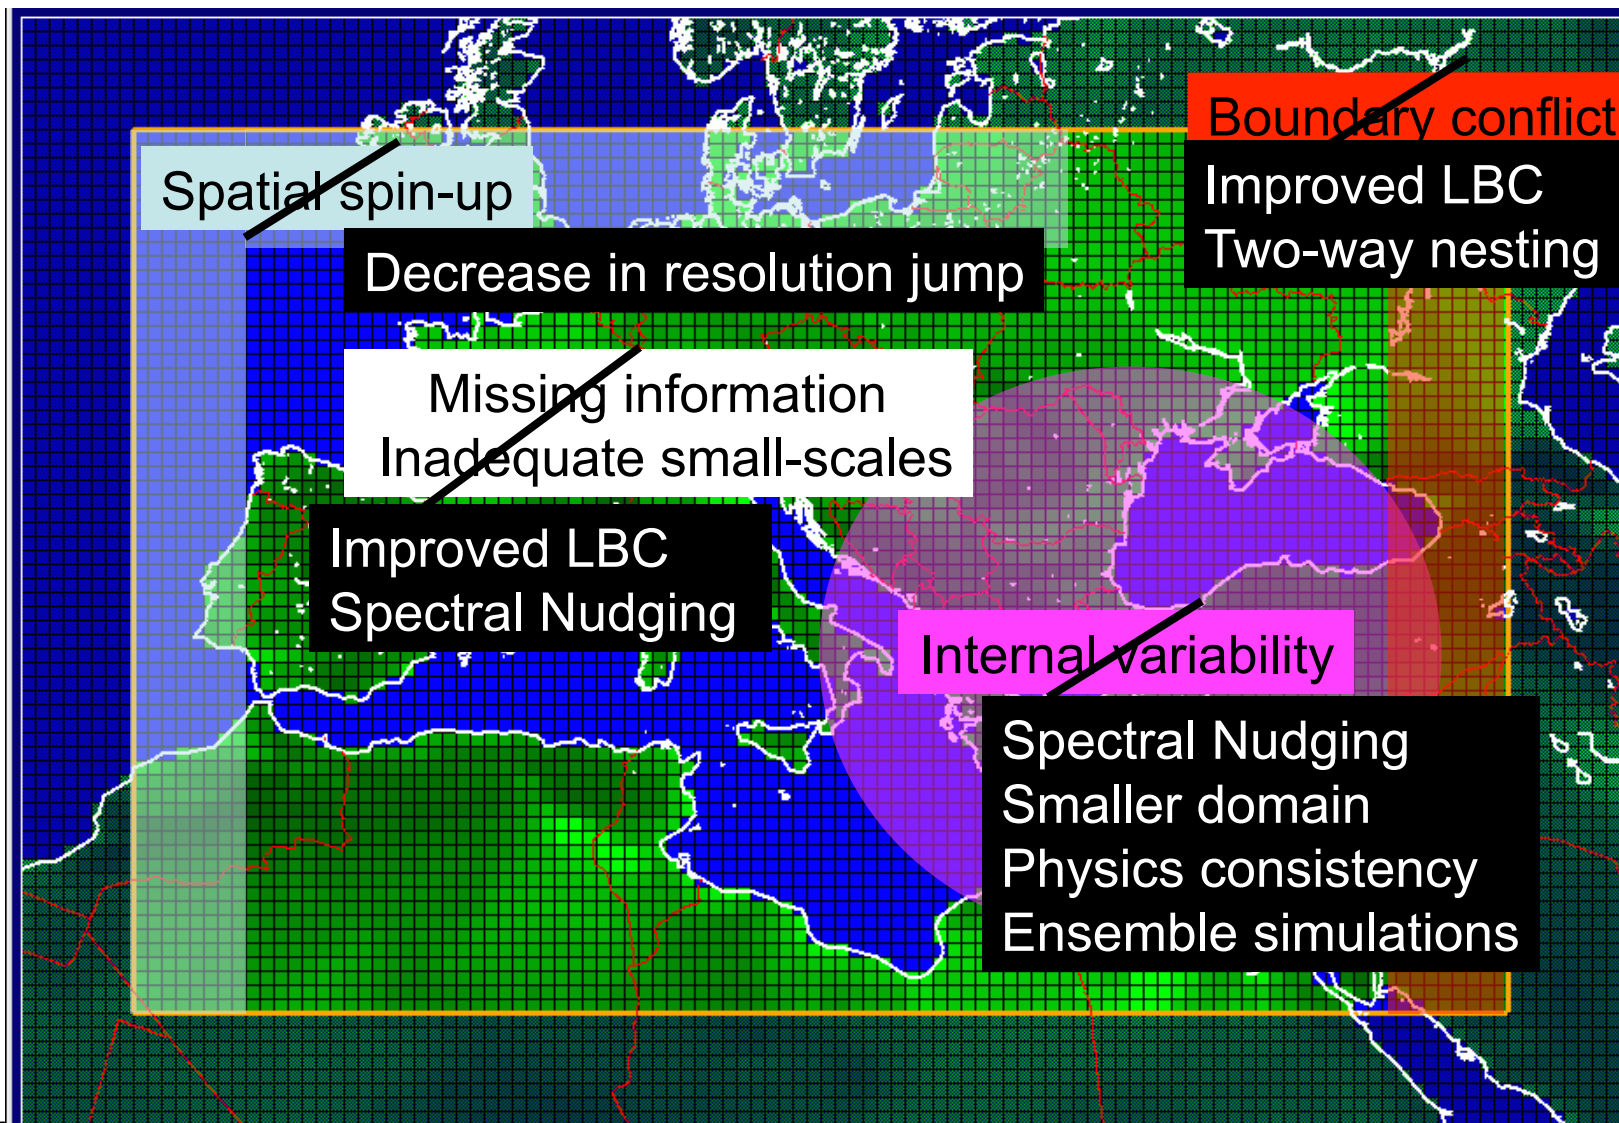 Boundary conflict
Improved LBC
Two-way nesting
Spatial spin-up
Decrease in resolution jump
Missing information
Inadequate small-scales
Improved LBC
Spectral Nudging
Internal variability
Spectral Nudging
Smaller domain
Physics consistency
Ensemble simulations